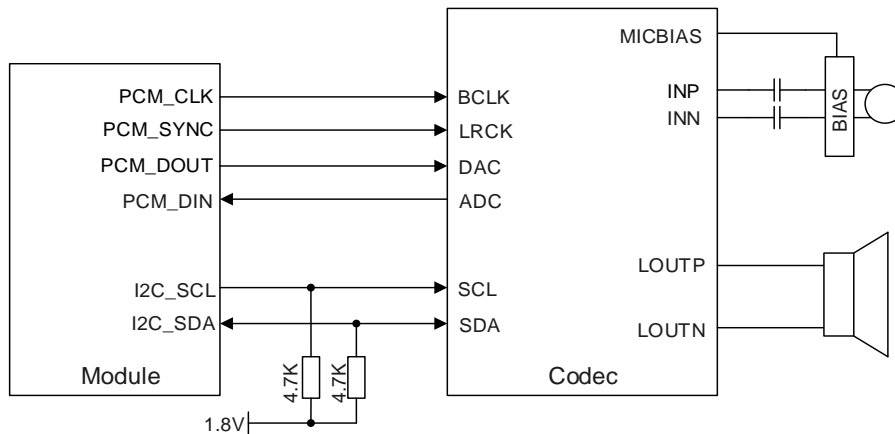 MICBIAS
PCM_CLK
BCLK
INP
PCM_SYNC
LRCK
INN
BIAS
PCM_DOUT
DAC
PCM_DIN
ADC
LOUTP
I2C_SCL
SCL
I2C_SDA
SDA
LOUTN
4.7K
4.7K
Module
Codec
1.8V